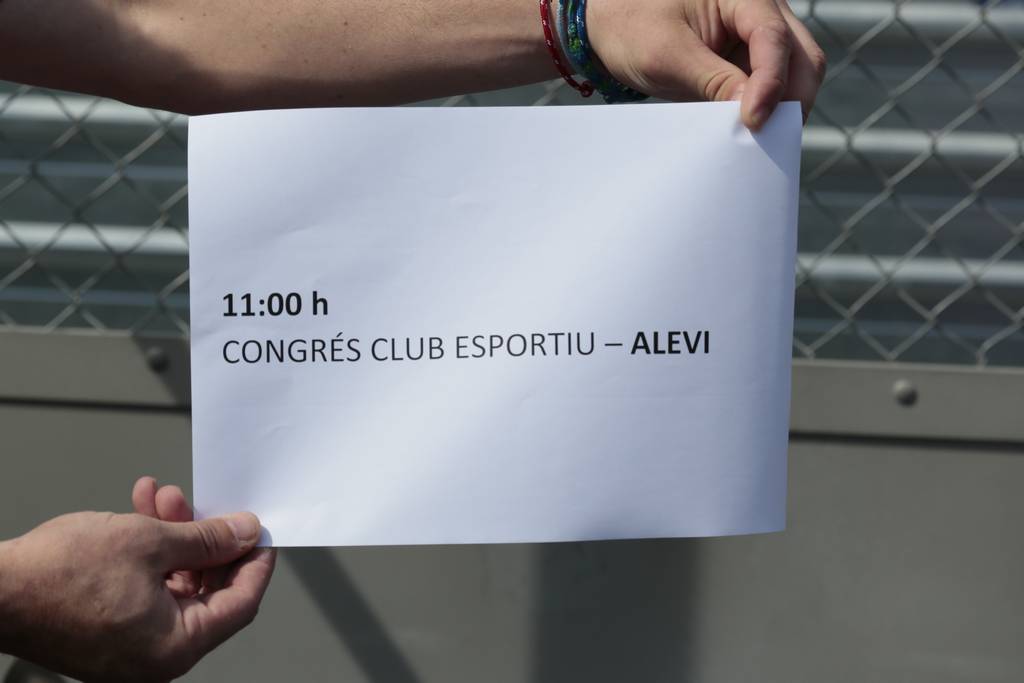 11:00 h
CONGRÉS CLUB ESPORTIU – ALEVI